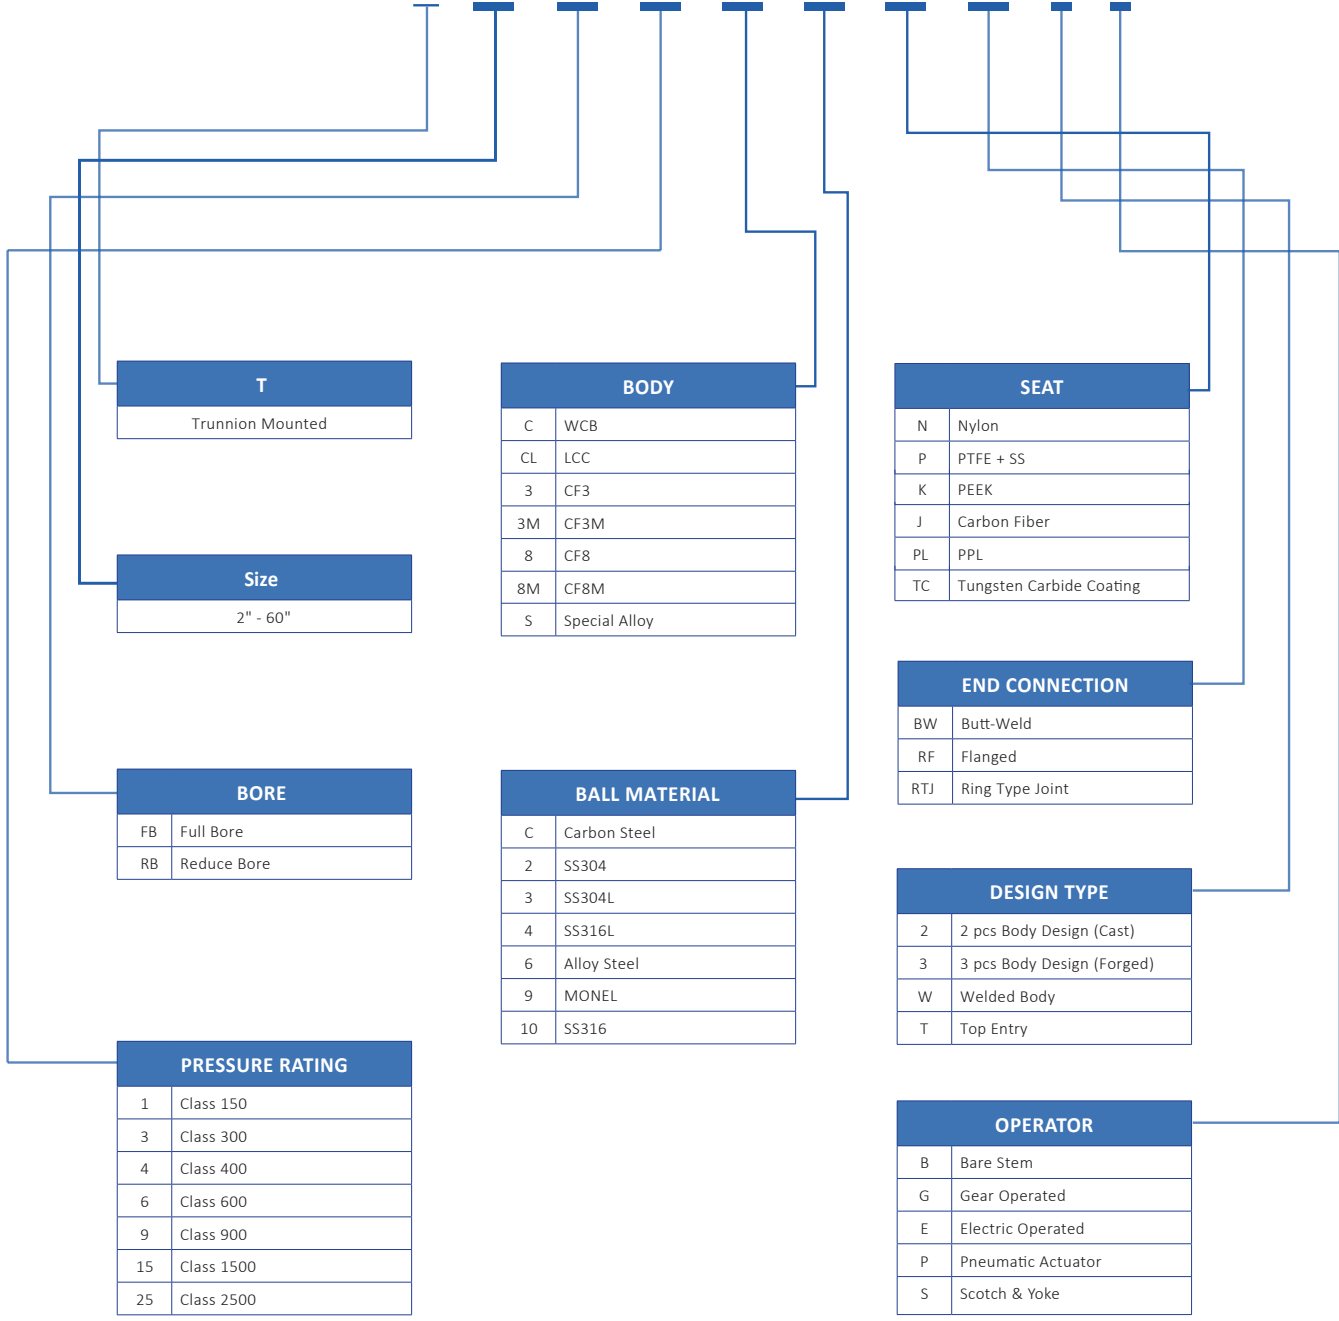 T
Trunnion Mounted
Size
2" - 60"
BORE
FB Full Bore
RB Reduce Bore
PRESSURE RATING
1 Class 150
3 Class 300
4 Class 400
6 Class 600
9 Class 900
15 Class 1500
25 Class 2500
BODY
C WCB
CL LCC
3 CF3
3M CF3M
8 CF8
8M CF8M
S Special Alloy
BALL MATERIAL
C Carbon Steel
2 SS304
3 SS304L
4 SS316L
6 Alloy Steel
9 MONEL
10 SS316
SEAT
N Nylon
P PTFE + SS
K PEEK
J Carbon Fiber
PL PPL
TC Tungsten Carbide Coating
END CONNECTION
BW Butt-Weld
RF Flanged
RTJ Ring Type Joint
DESIGN TYPE
2 2 pcs Body Design (Cast)
3 3 pcs Body Design (Forged)
W Welded Body
T Top Entry
OPERATOR
B Bare Stem
G Gear Operated
E Electric Operated
P Pneumatic Actuator
S Scotch & Yoke